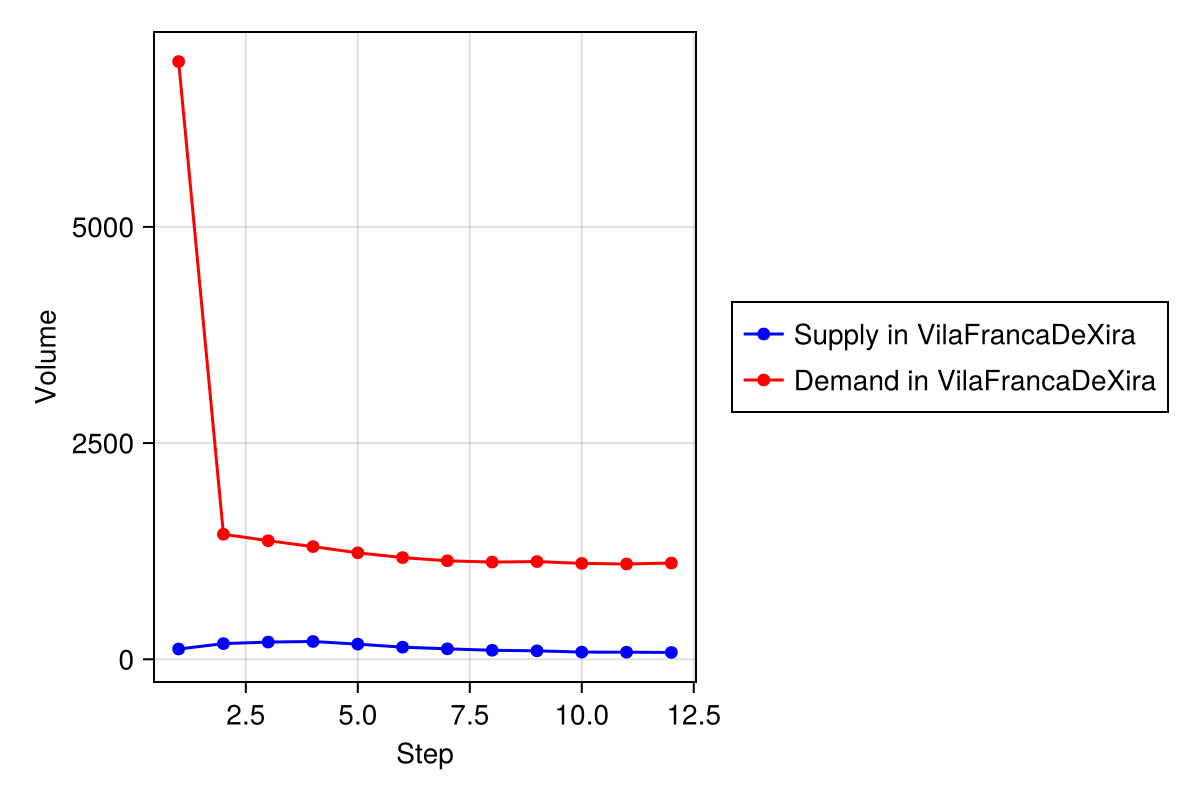 Volume
5000
2500
0
2.5 5.0 7.5 10.0 12.5
Step
Supply in VilaFrancaDeXira
Demand in VilaFrancaDeXira